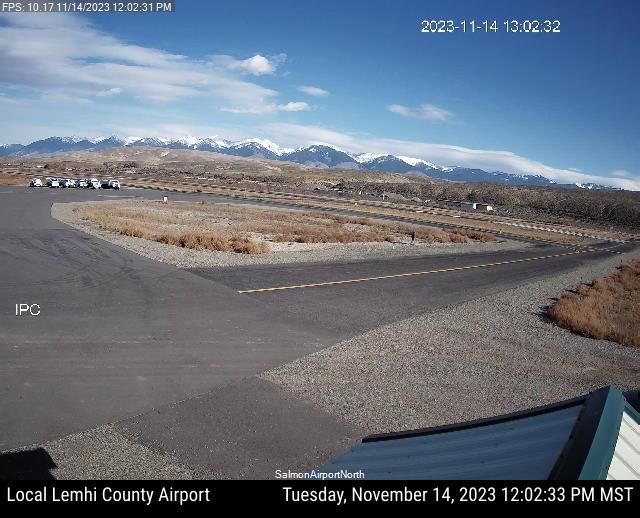 FPS: 10.17 11/14/2023 12:02:31 PM
2023-11-14 13:02:32
IPC
SalmonAirportNorth
Local Lemhi County Airport Tuesday, November 14, 2023 12:02:33 PM MST